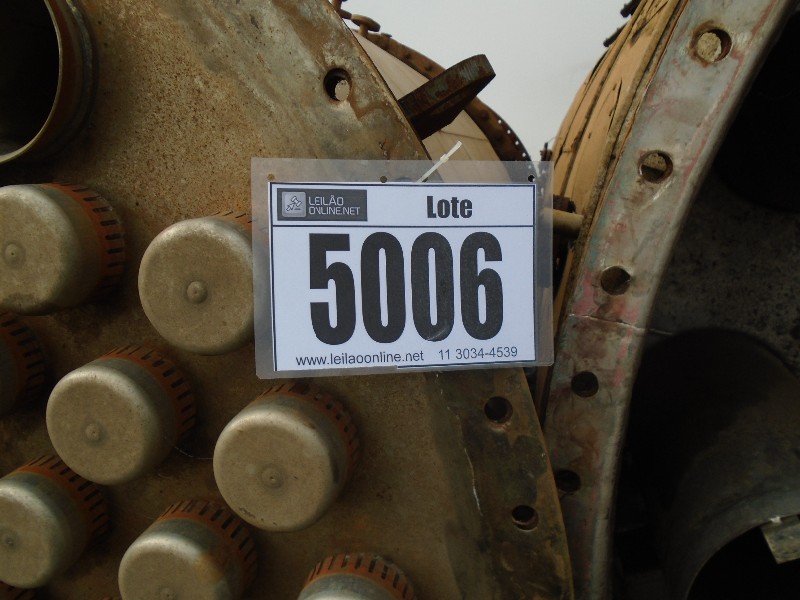 LEILÃO
ONLINE.NET
Lote
5006
www.leilaoonline.net 11 3034-4539